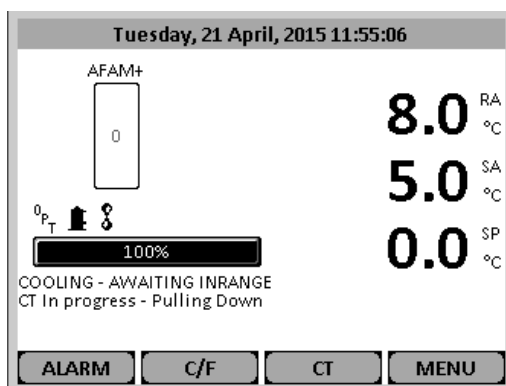 Tuesday, 21 April, 2015 11:55:06
AFAM+
0
8.0 RA °C
5.0 SA °C
0.0 SP °C
0PT
100%
COOLING - AWAITING INRANGE
CT In progress - Pulling Down
ALARM C/F CT MENU